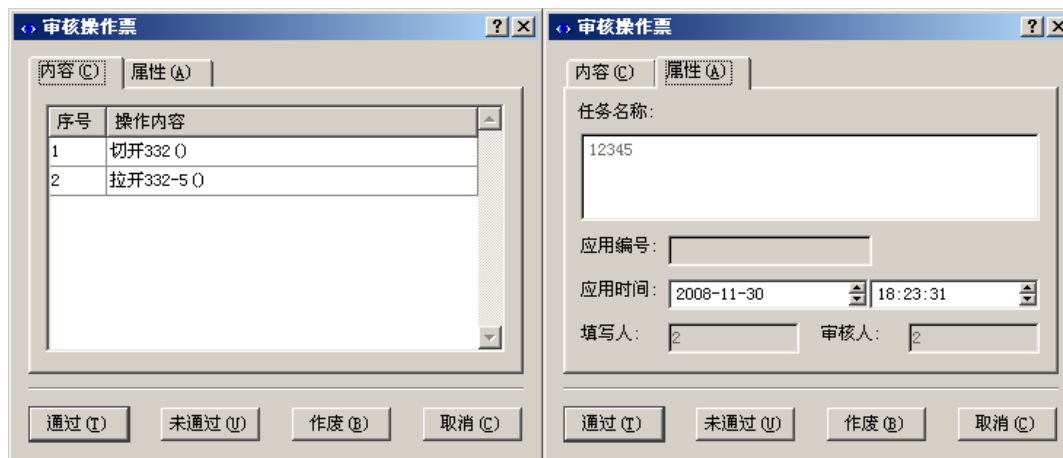 审核操作票
内容(C) 属性(A)
序号 操作内容
1 切开332()
2 拉开332-5()
通过(T) 未通过(U) 作废(B) 取消(C)
审核操作票
内容(C) 属性(A)
任务名称:
12345
应用编号:
应用时间: 2008-11-30 18:23:31
填写人: 2 审核人: 2
通过(T) 未通过(U) 作废(B) 取消(C)